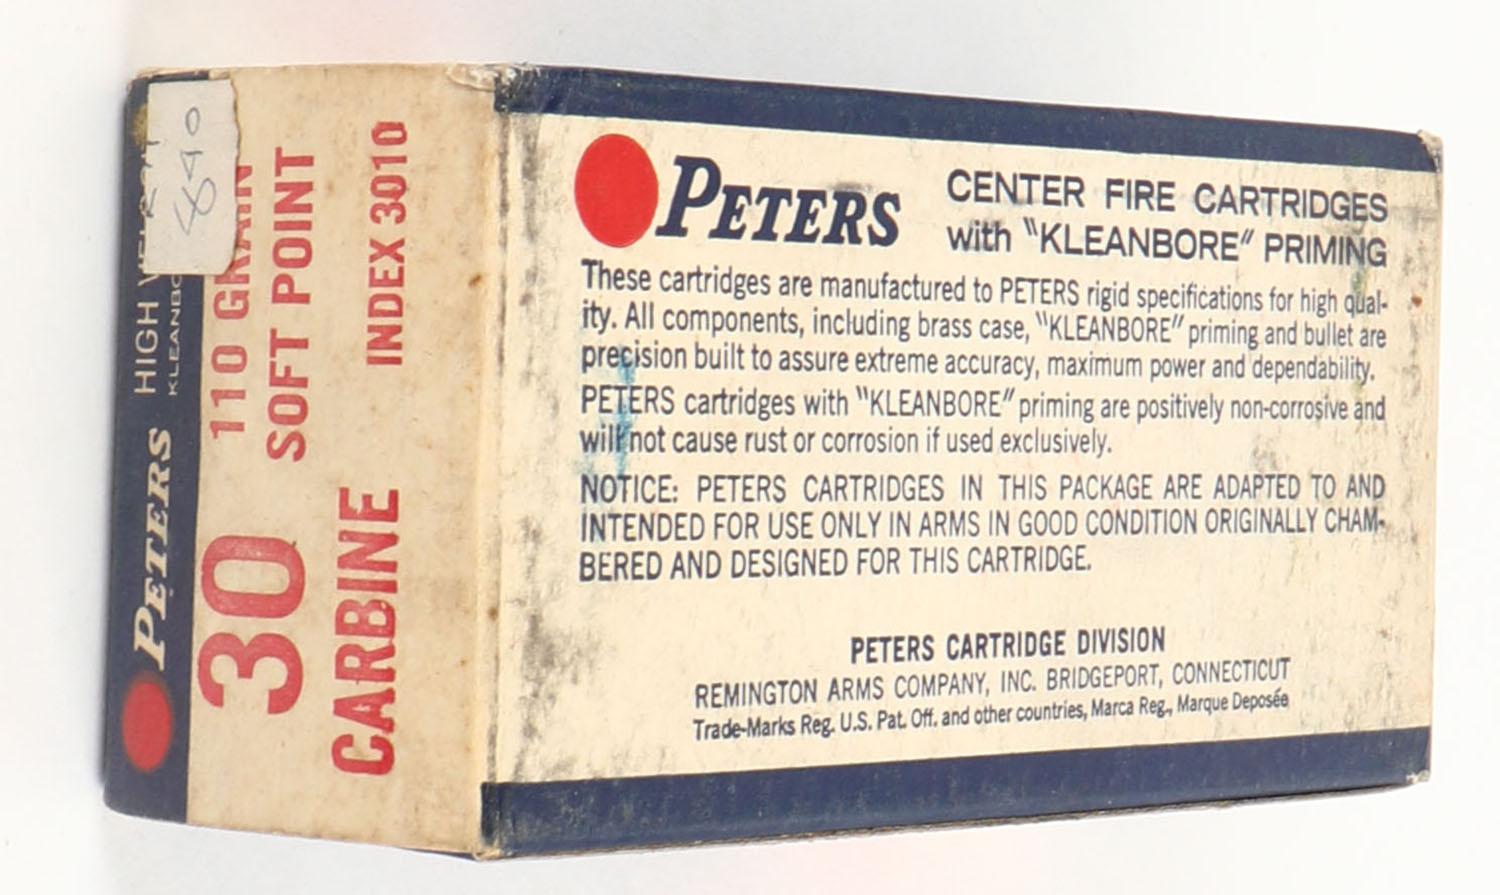 PETERS
HIGH
KLEANBO
30
110
SOFT POINT
CARBINE
INDEX 3010
PETERS
CENTER FIRE CARTRIDGES
with "KLEANBORE" PRIMING
These cartridges are manufactured to PETERS rigid specifications for high qual-
ity. All components, including brass case, "KLEANBORE" priming and bullet are
precision built to assure extreme accuracy, maximum power and dependability.
PETERS cartridges with "KLEANBORE" priming are positively non-corrosive and
will not cause rust or corrosion if used exclusively.
NOTICE: PETERS CARTRIDGES IN THIS PACKAGE ARE ADAPTED TO AND
INTENDED FOR USE ONLY IN ARMS IN GOOD CONDITION ORIGINALLY CHAM-
BERED AND DESIGNED FOR THIS CARTRIDGE.
PETERS CARTRIDGE DIVISION
REMINGTON ARMS COMPANY, INC. BRIDGEPORT, CONNECTICUT
Trade-Marks Reg. U.S. Pat. Off. and other countries, Marca Reg., Marque Deposée